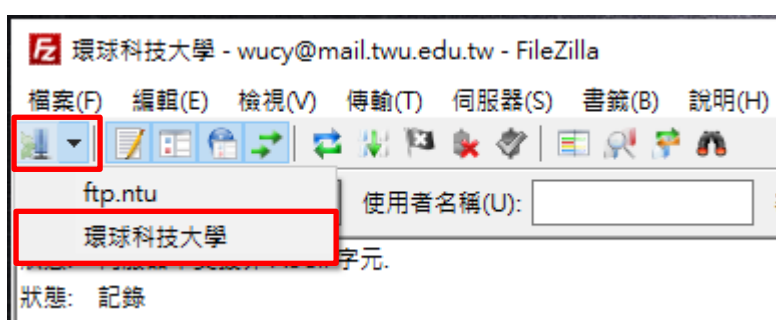 環球科技大學 - wucy@mail.twu.edu.tw - FileZilla
檔案(F) 編輯(E) 檢視(V) 傳輸(T) 伺服器(S) 書籤(B) 說明(H)
ftp.ntu
使用者名稱(U):
環球科技大學
字元.
狀態: 記錄